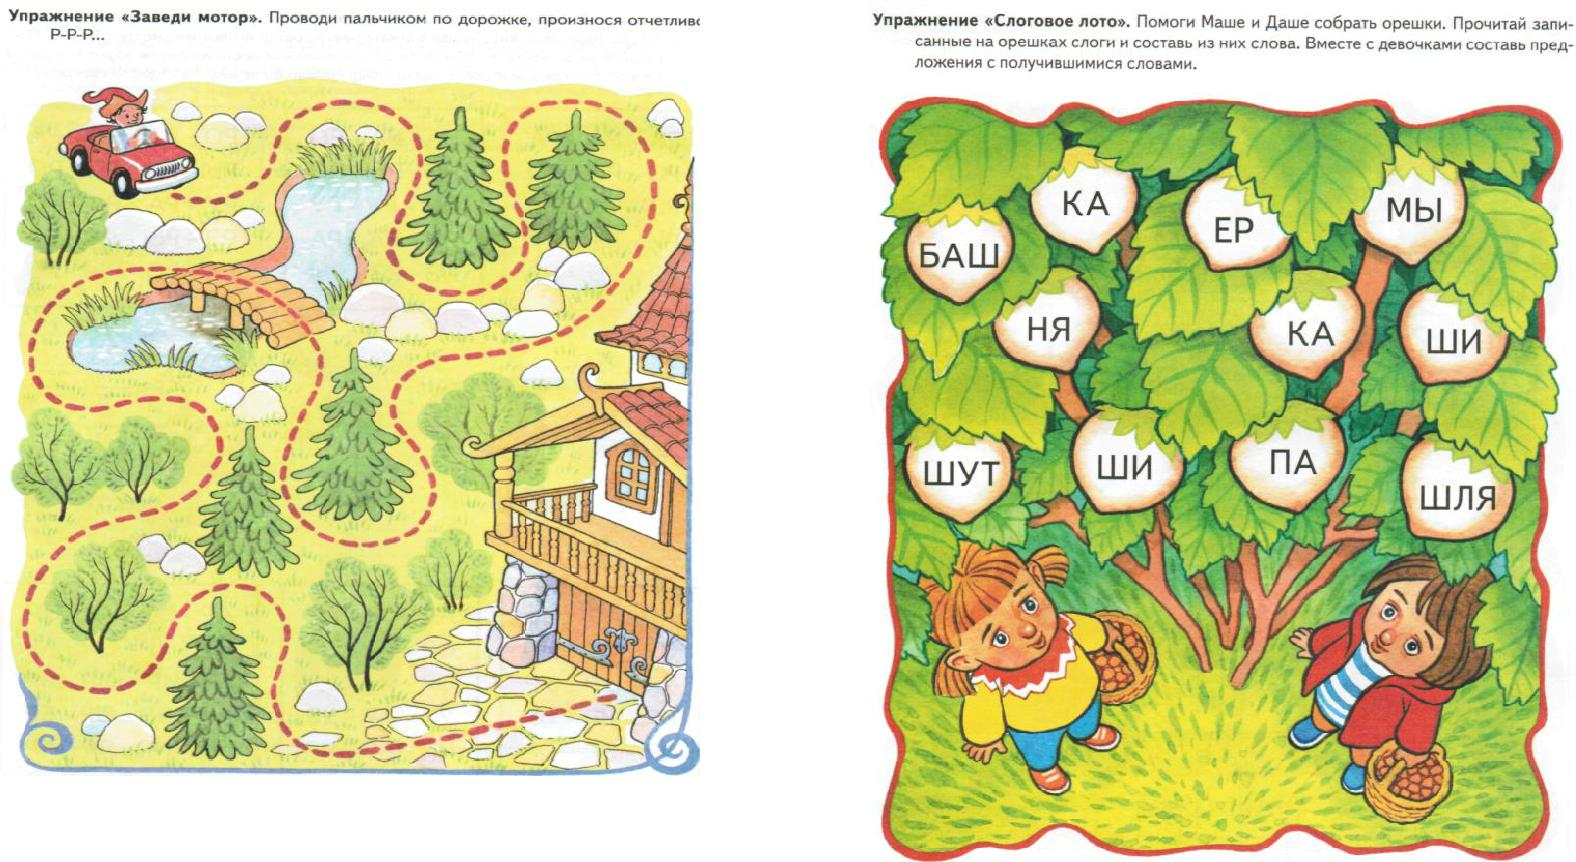 Упражнение «Заведи мотор». Проводи пальчиком по дорожке, произнося отчетливо
Р-Р-Р...
Упражнение «Слоговое лото». Помоги Маше и Даше собрать орешки. Прочитай запи-
санные на орешках слоги и составь из них слова. Вместе с девочками составь пред-
ложения с получившимися словами.
КА
ЕР
МЫ
БАШ
НЯ
КА
ШИ
ШУТ
ШИ
ПА
ШЛЯ